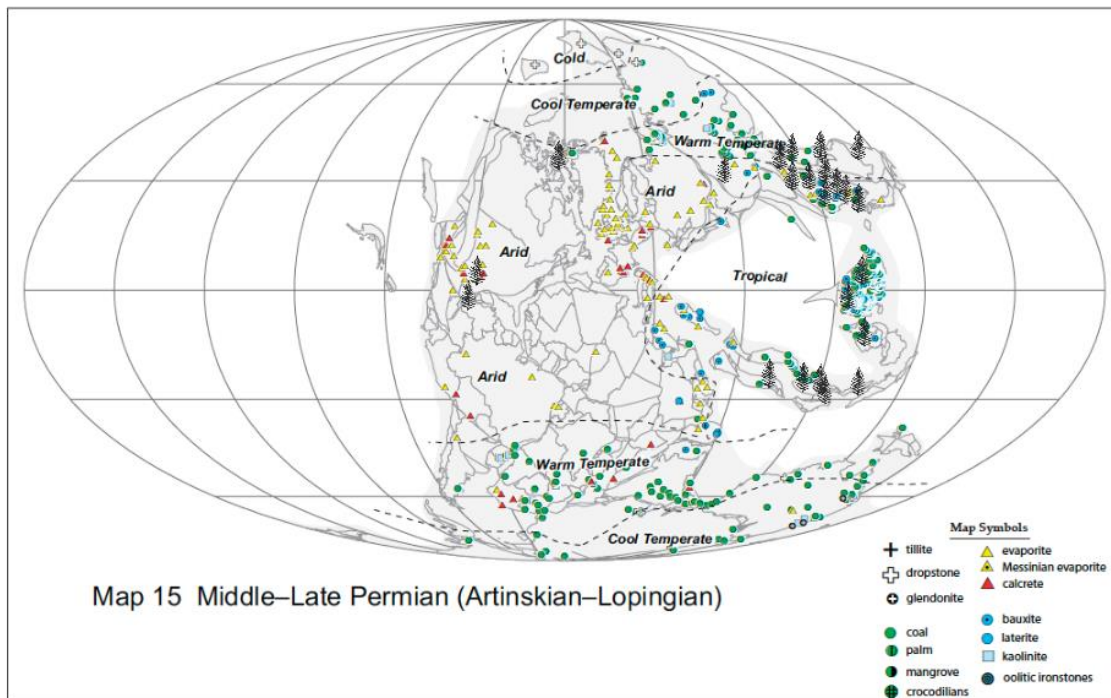 Cold
Cool Temperate
Warm Temperate
Arid
Arid
Tropical
Arid
Warm Temperate
Cool Temperate
Map 15 Middle–Late Permian (Artinskian–Lopingian)
Map Symbols
tillite
dropstone
glendonite
coal
palm
mangrove
crocodilians
evaporite
Messinian evaporite
calcrete
bauxite
laterite
kaolinite
oolitic ironstones